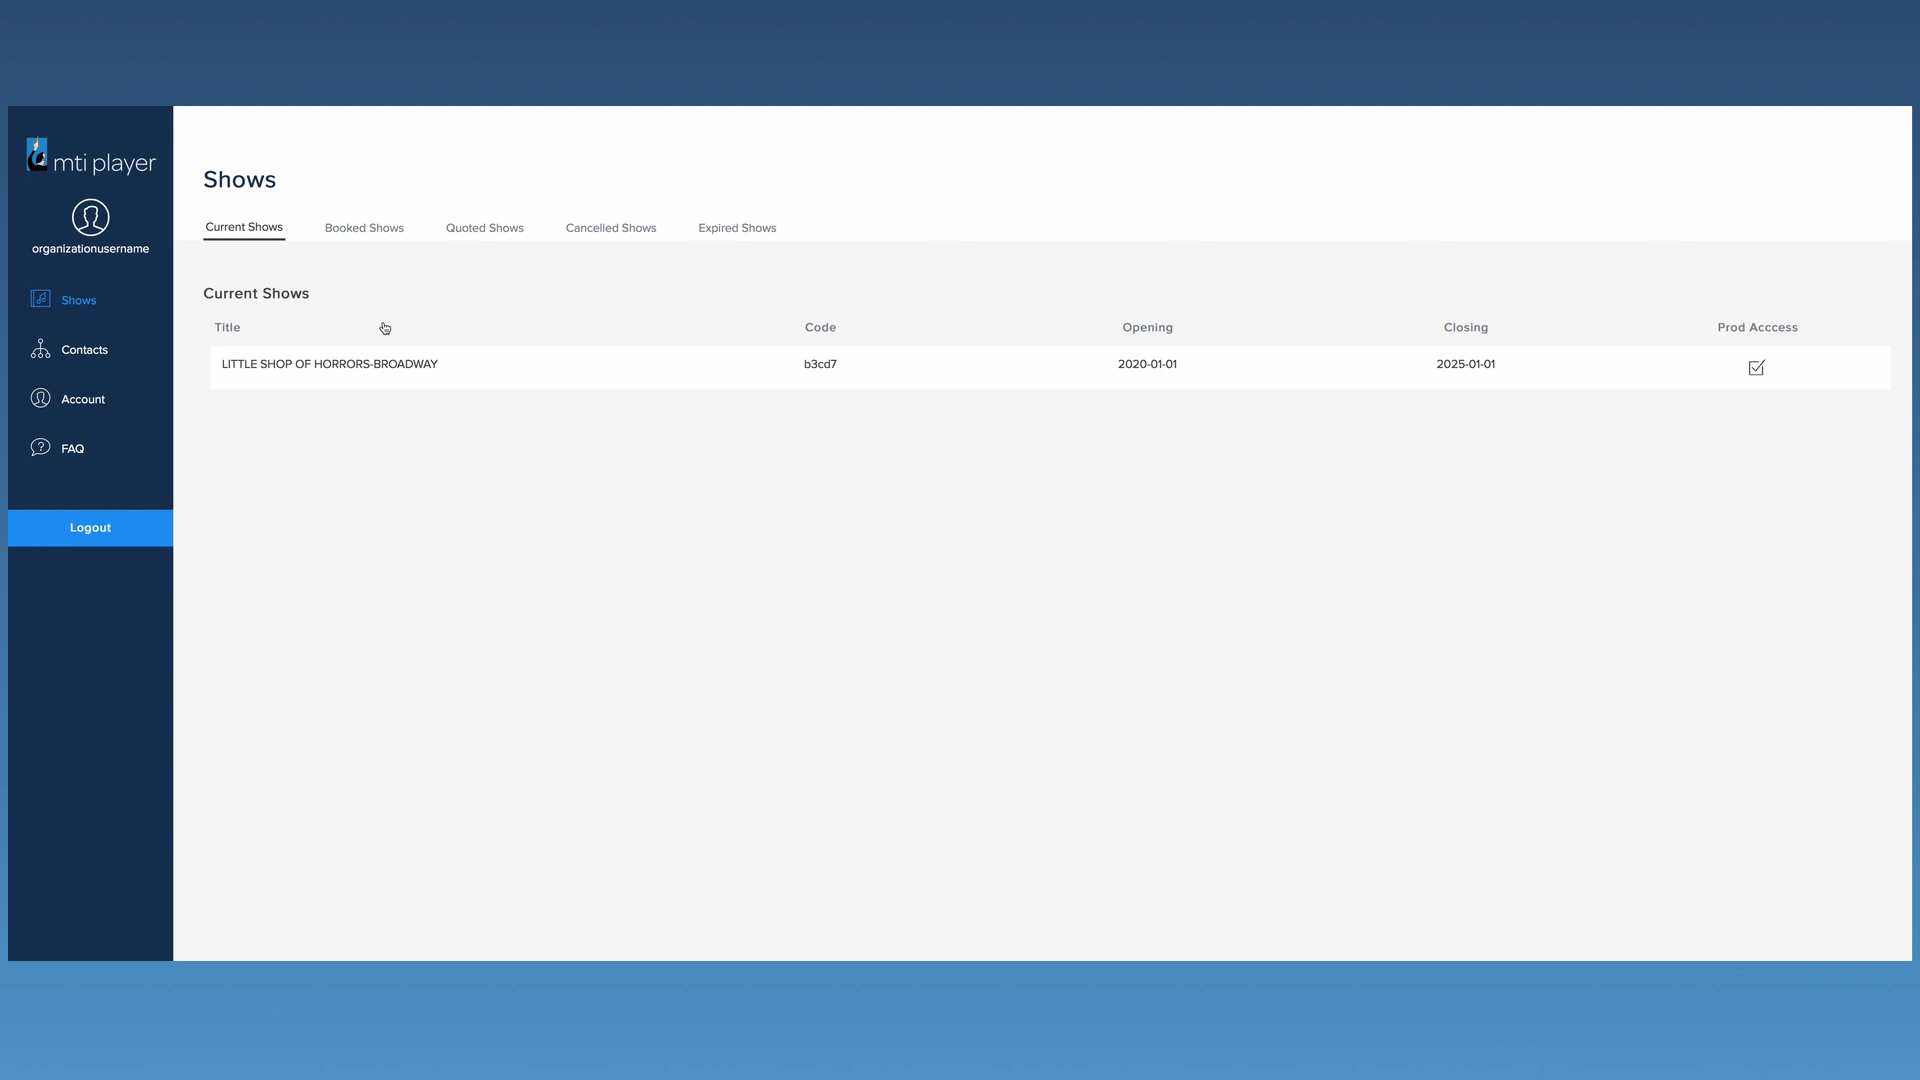 mti player
organizationusername
Shows
Contacts
Account
FAQ
Logout
Shows
Current Shows Booked Shows Quoted Shows Cancelled Shows Expired Shows
Current Shows
Title Code Opening Closing Prod Acccess
LITTLE SHOP OF HORRORS-BROADWAY b3cd7 2020-01-01 2025-01-01